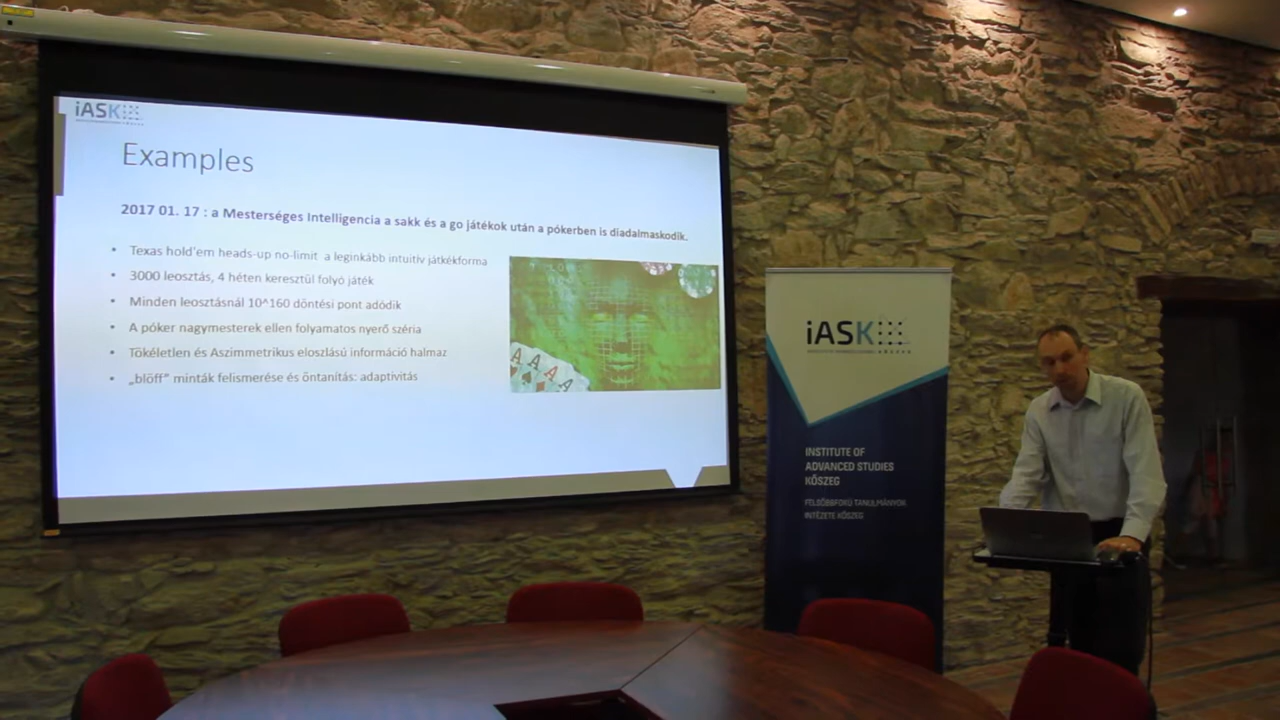 iASK
Examples
2017 01. 17 : a Mesterséges Intelligencia a sakk és a go játékok után a pókerben is diadalmaskodik.
• Texas hold'em heads-up no-limit a leginkább intuitív játkékforma
• 3000 leosztás, 4 héten keresztül folyó játék
• Minden leosztásnál 10^160 döntési pont adódik
• A póker nagymesterek ellen folyamatos nyerő széria
• Tökéletlen és Aszimmetrikus eloszlású információ halmaz
• „blöff” minták felismerése és öntanítás: adaptivitás
A A A A
iASK
INSTITUTE OF
ADVANCED STUDIES
KŐSZEG
FELSŐBBFOKÚ TANULMÁNYOK
INTÉZETE KŐSZEG